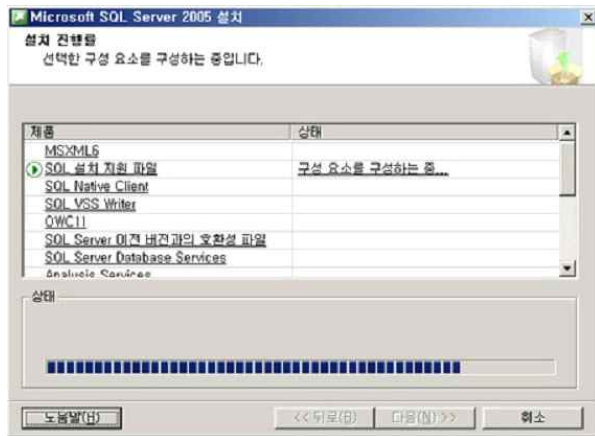 Microsoft SQL Server 2005 설치
설치 진행률
선택한 구성 요소를 구성하는 중입니다.
제품 상태
MSXML6
SQL 설치 지원 파일 구성 요소를 구성하는 중...
SQL Native Client
SQL VSS Writer
OWC11
SQL Server 이전 버전과의 호환성 파일
SQL Server Database Services
Analysis Services
상태
도움말(H) << 뒤로(B) 다음(N) >> 취소